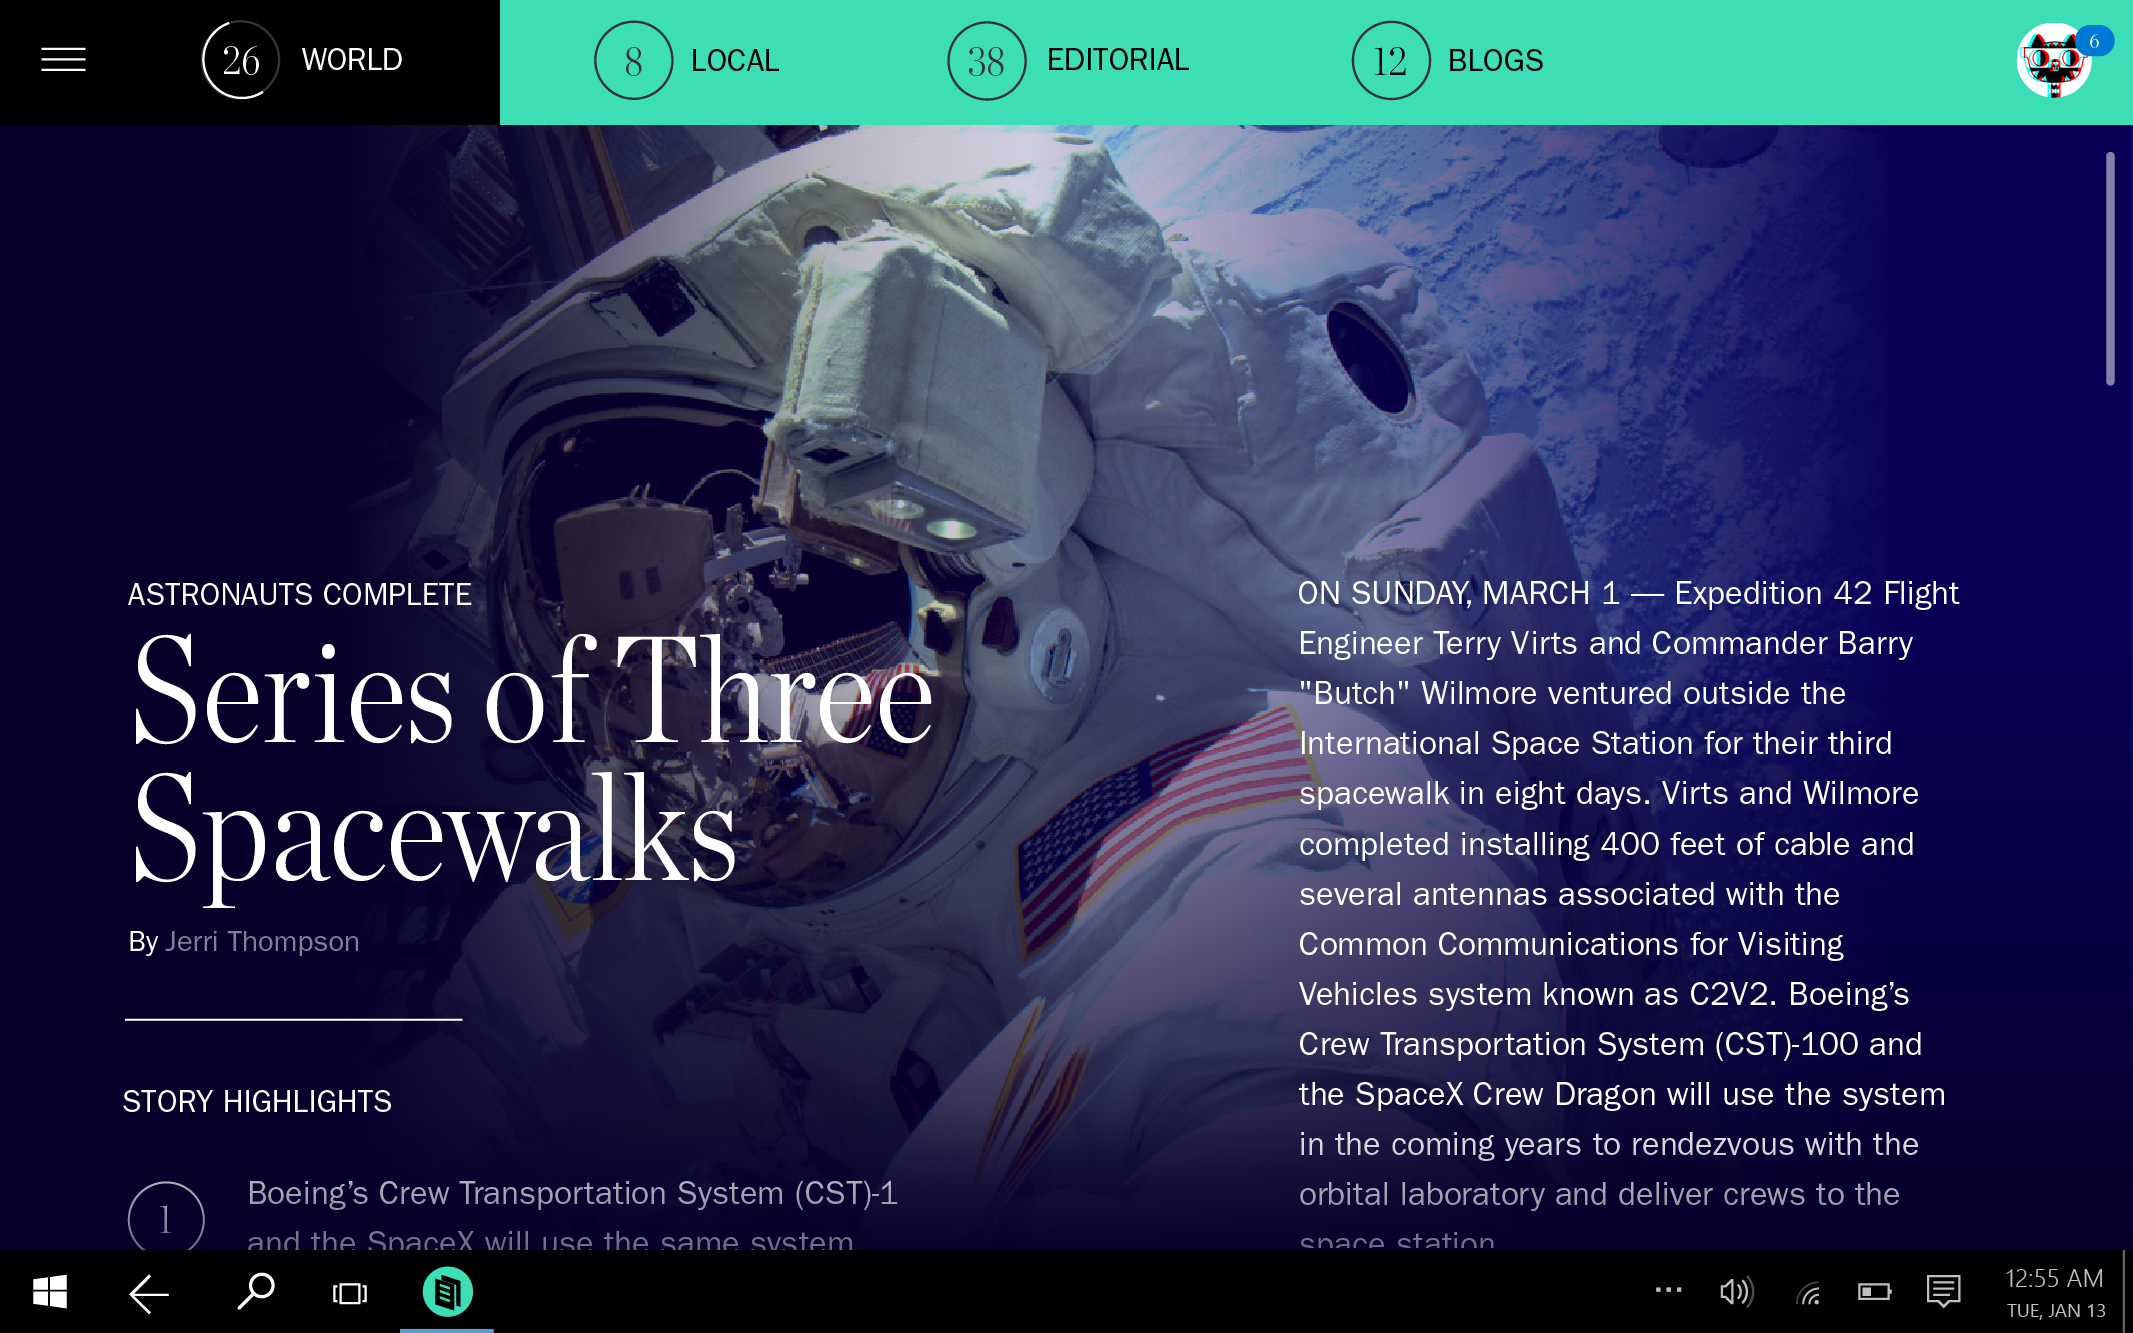 26 WORLD
8 LOCAL
38 EDITORIAL
12 BLOGS
6
ASTRONAUTS COMPLETE
Series of Three
Spacewalks
By Jerri Thompson
STORY HIGHLIGHTS
1
Boeing’s Crew Transportation System (CST)-1
and the SpaceX will use the same system
ON SUNDAY, MARCH 1 — Expedition 42 Flight
Engineer Terry Virts and Commander Barry
"Butch" Wilmore ventured outside the
International Space Station for their third
spacewalk in eight days. Virts and Wilmore
completed installing 400 feet of cable and
several antennas associated with the
Common Communications for Visiting
Vehicles system known as C2V2. Boeing’s
Crew Transportation System (CST)-100 and
the SpaceX Crew Dragon will use the system
in the coming years to rendezvous with the
orbital laboratory and deliver crews to the
space station
12:55 AM
TUE, JAN 13